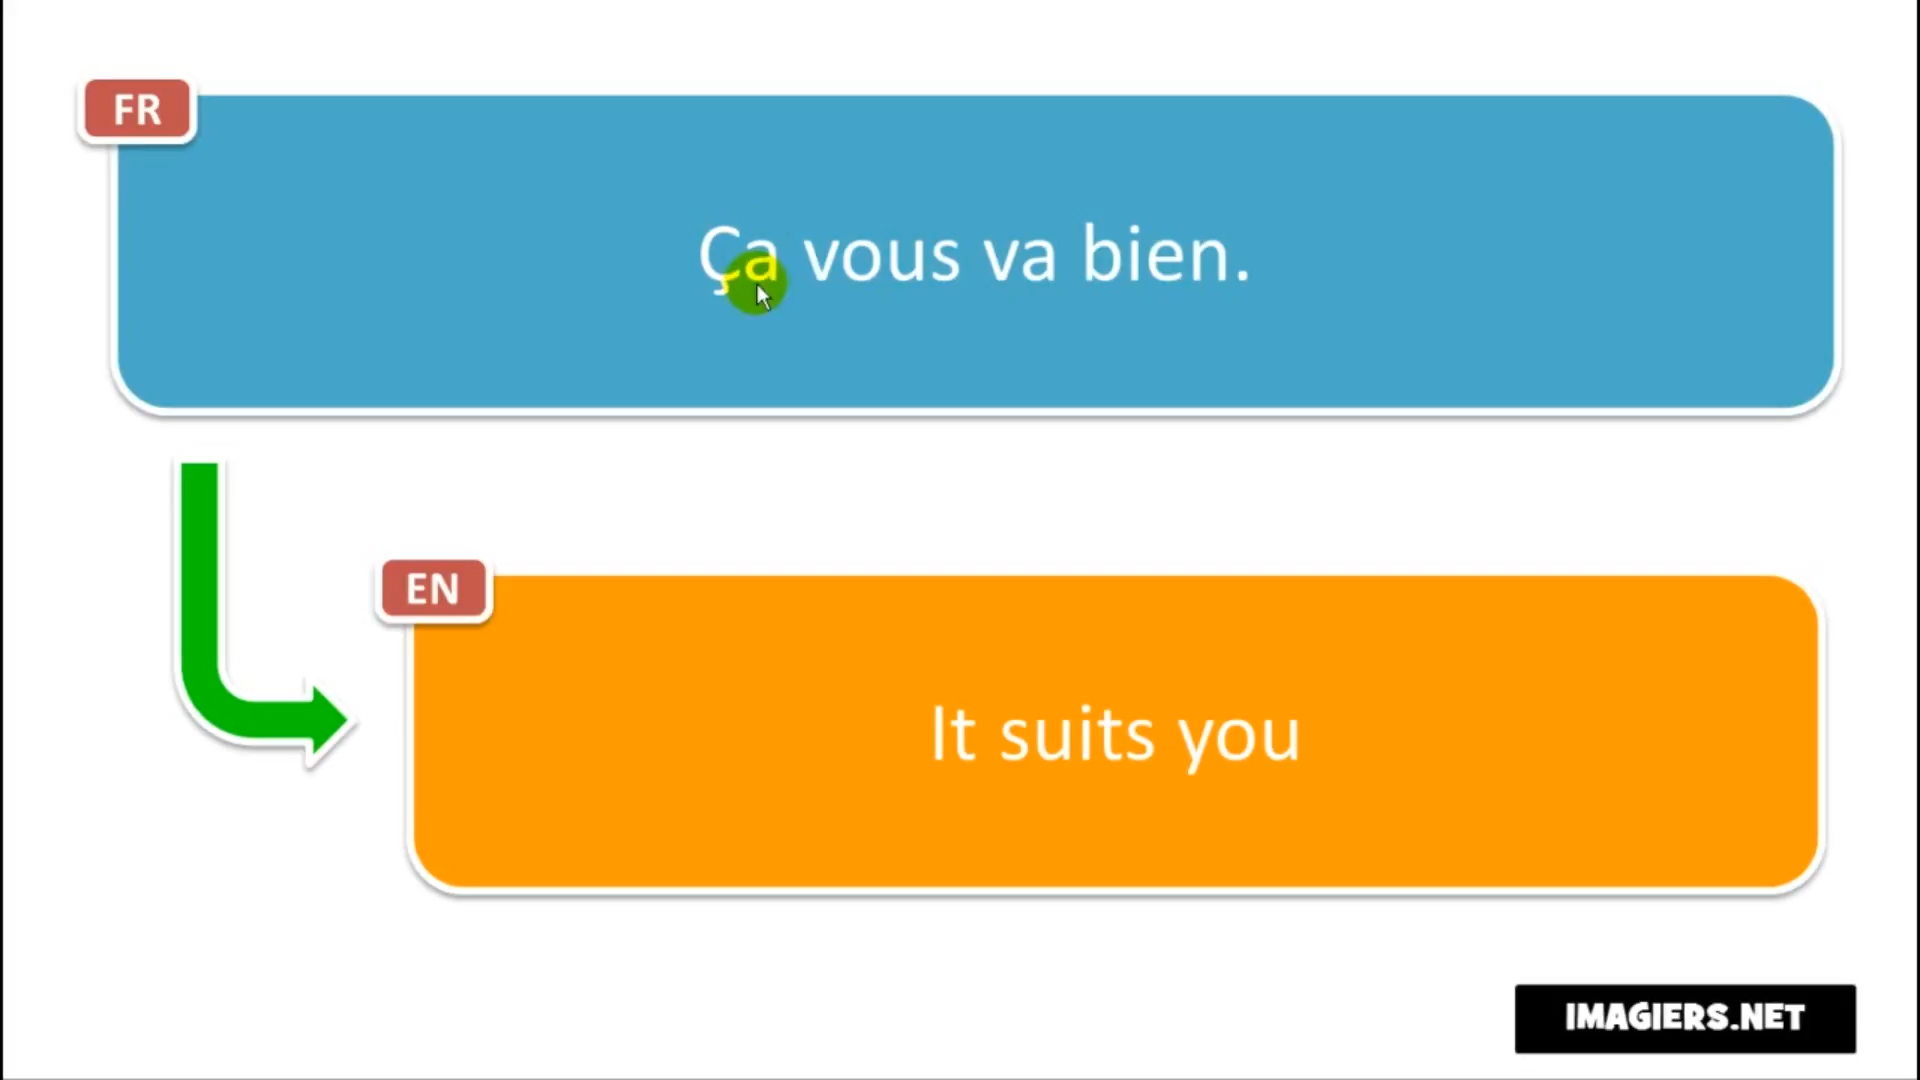 FR
Ça vous va bien.
EN
It suits you
IMAGIERS.NET